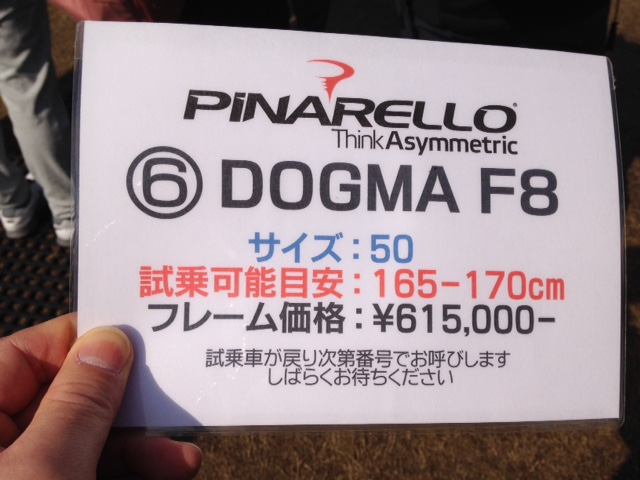 PINARELLO
ThinkAsymmetric
⑥ DOGMA F8
サイズ：50
試乗可能目安：165-170cm
フレーム価格：¥615,000-
試乗車が戻り次第番号でお呼びします
しばらくお待ちください